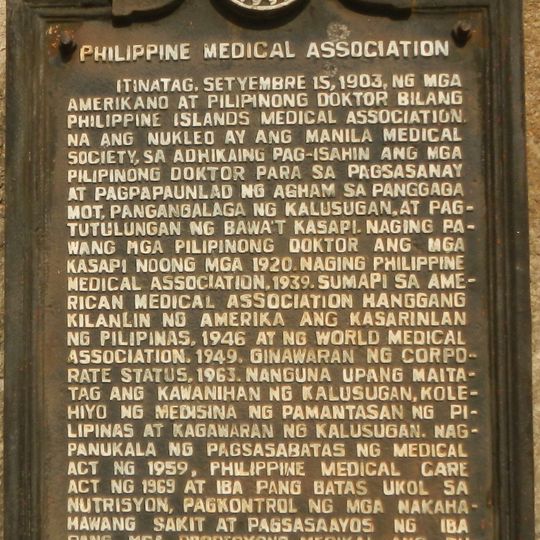 PHILIPPINE MEDICAL ASSOCIATION
ITINATAG, SETYEMBRE 15, 1903, NG MGA
AMERIKANO AT PILIPINONG DOKTOR BILANG
PHILIPPINE ISLANDS MEDICAL ASSOCIATION.
NA ANG NUKLEO AY ANG MANILA MEDICAL
SOCIETY, SA ADHIKAING PAG-ISAHIN ANG MGA
PILIPINONG DOKTOR PARA SA PAGSASANAY
AT PAGPAPAUNLAD NG AGHAM SA PANGGAGA
MOT, PANGANGALAGA NG KALUSUGAN, AT PAG-
TUTULUNGAN NG BAWA'T KASAPI. NAGING PA-
WANG MGA PILIPINONG DOKTOR ANG MGA
KASAPI NOONG MGA 1920. NAGING PHILIPPINE
MEDICAL ASSOCIATION, 1939. SUMAPI SA AME-
RICAN MEDICAL ASSOCIATION HANGGANG
KILANLIN NG AMERIKA ANG KASARINLAN
NG PILIPINAS, 1946 AT NG WORLD MEDICAL
ASSOCIATION. 1949. GINAWARAN NG CORPO-
RATE STATUS, 1963. NANGUNA UPANG MAITA-
TAG ANG KAWANIHAN NG KALUSUGAN, KOLE-
HIYO NG MEDISINA NG PAMANTASAN NG PI-
LIPINAS AT KAGAWARAN NG KALUSUGAN. NAG-
PANUKALA NG PAGSASABATAS NG MEDICAL
ACT NG 1959, PHILIPPINE MEDICAL CARE
ACT NG 1969 AT IBA PANG BATAS UKOL SA
NUTRISYON, PAGKONTROL NG MGA NAKAHA-
HAWANG SAKIT AT PAGSASAAYOS NG IBA
PANG MGA